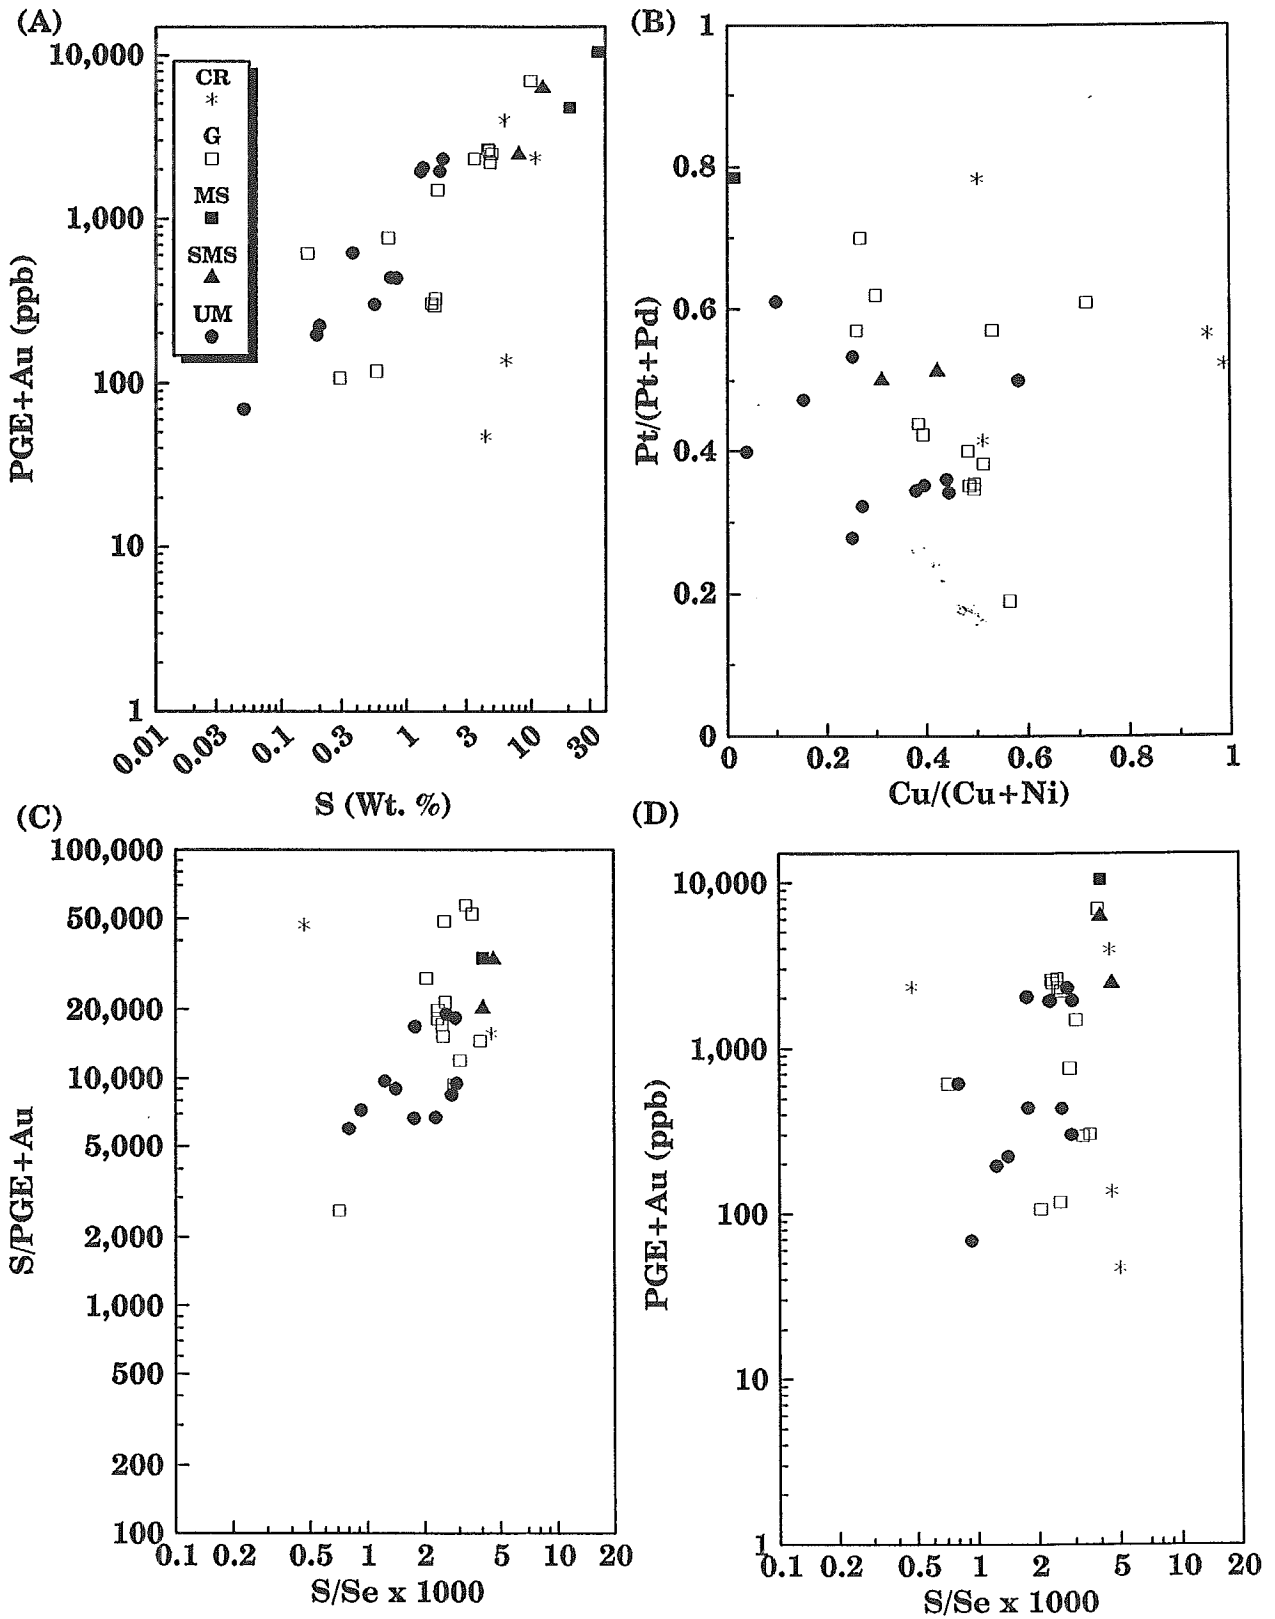 (A)
10,000
1,000
100
10
1
PGE+Au (ppb)
CR
G
MS
SMS
UM
0.01 0.03 0.1 0.3 1 3 10 30
S (Wt. %)
(B)
1
0.8
0.6
0.4
0.2
0
Pt/(Pt+Pd)
0 0.2 0.4 0.6 0.8 1
Cu/(Cu+Ni)
(C)
100,000
50,000
20,000
10,000
5,000
2,000
1,000
500
200
100
S/PGE+Au
0.1 0.2 0.5 1 2 5 10 20
S/Se x 1000
(D)
10,000
1,000
100
10
1
PGE+Au (ppb)
0.1 0.2 0.5 1 2 5 10 20
S/Se x 1000